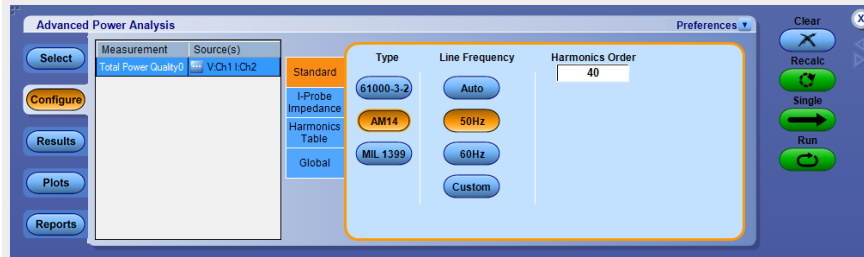 Advanced Power Analysis
Preferences
Clear
Select
Configure
Results
Plots
Reports
Measurement Source(s)
Total Power Quality0 V:Ch1 I:Ch2
Standard
I-Probe
Impedance
Harmonics
Table
Global
Type
61000-3-2
AM14
MIL 1399
Line Frequency
Auto
50Hz
60Hz
Custom
Harmonics Order
40
Recalc
Single
Run
X